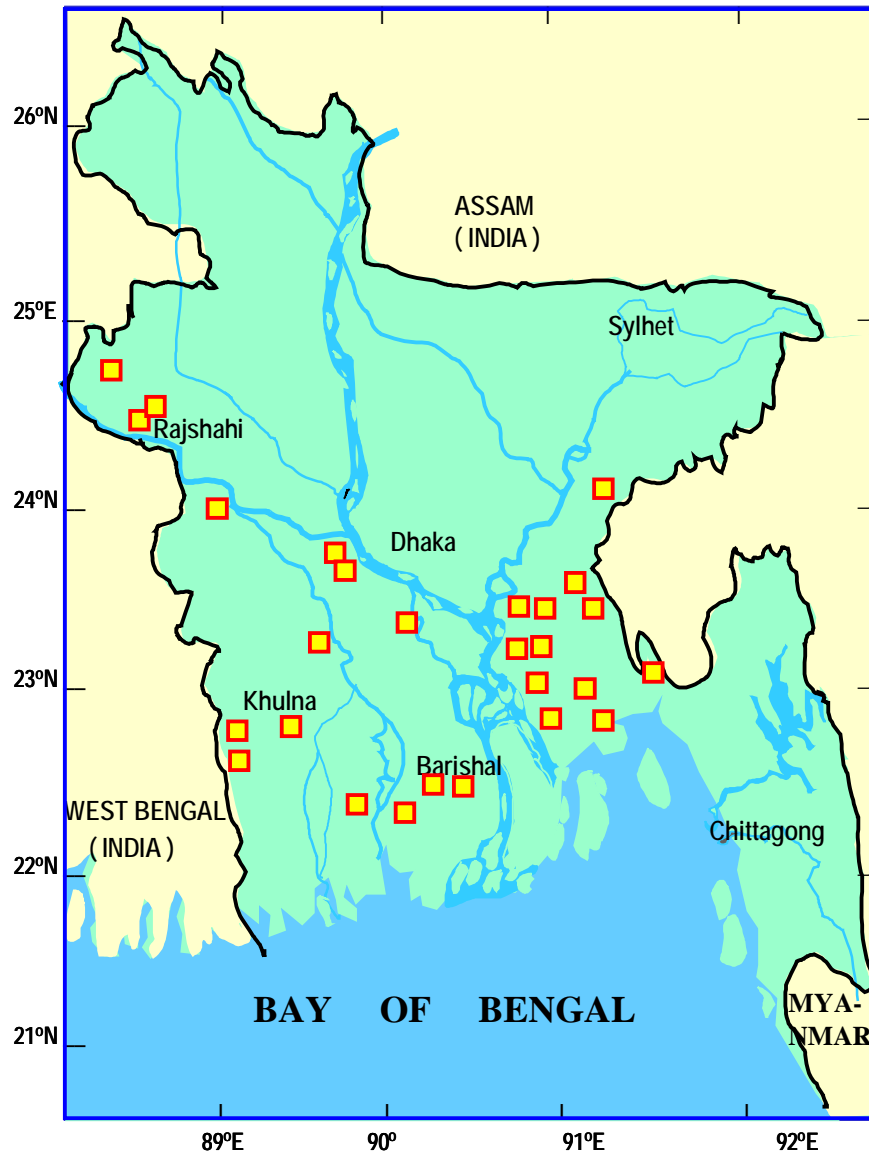 26ºN
ASSAM
( INDIA )
25ºE
Sylhet
Rajshahi
24ºN
Dhaka
23ºN
Khulna
Barishal
WEST BENGAL
( INDIA )
Chittagong
22ºN
BAY OF BENGAL
MYA-
NMAR
21ºN
89ºE 90º 91ºE 92ºE